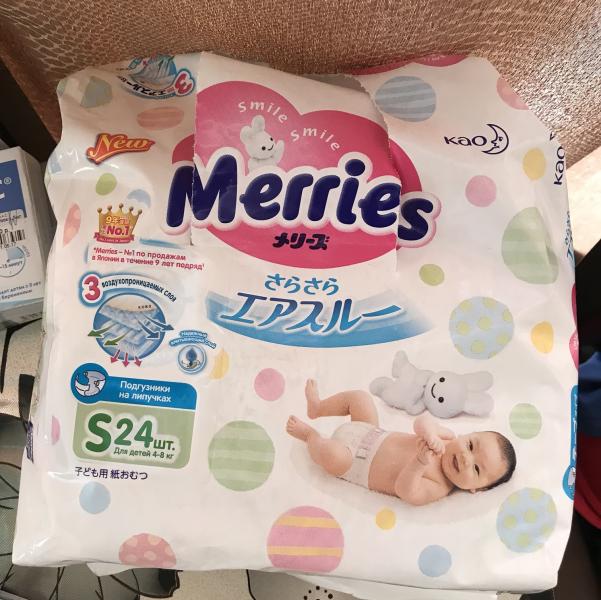 New
Smile Smile
Kao
Kao
Merries
メリーズ
No.1
*Merries – №1 по продажам
в Японии в течение 9 лет подряд¹
さらさら
エアスルー
3 воздухопроницаемых слоя
Подгузники
на липучках
S 24 шт.
Для детей 4-8 кг
子ども用 紙おむつ